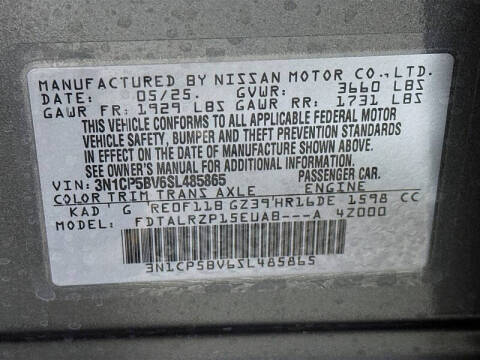 MANUFACTURED BY NISSAN MOTOR CO., LTD.
DATE: 05/25. GVWR: 3660 LBS
GAWR FR: 1929 LBS GAWR RR: 1731 LBS
THIS VEHICLE CONFORMS TO ALL APPLICABLE FEDERAL MOTOR
VEHICLE SAFETY, BUMPER AND THEFT PREVENTION STANDARDS
IN EFFECT ON THE DATE OF MANUFACTURE SHOWN ABOVE.
SEE OWNER'S MANUAL FOR ADDITIONAL INFORMATION.
VIN: 3N1CP5BV6SL485865 PASSENGER CAR.
COLOR TRIM TRANS AXLE ENGINE
KAD G RE0F11B GZ39 HR16DE 1598 CC
MODEL: FDTALRZP15EUAB---A 4Z000
3N1CP5BV6SL485865